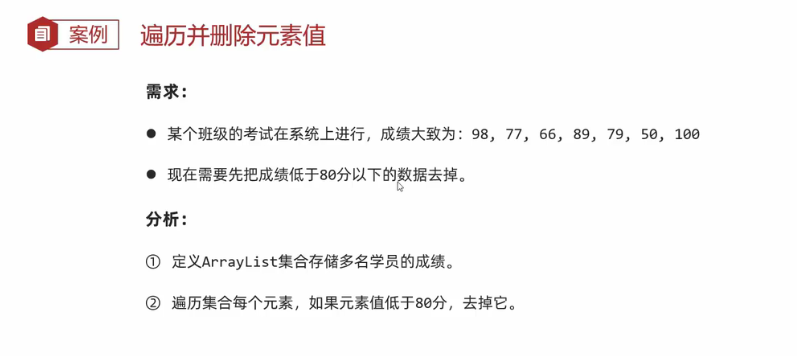 案例 遍历并删除元素值
需求：
● 某个班级的考试在系统上进行，成绩大致为：98, 77, 66, 89, 79, 50, 100
● 现在需要先把成绩低于80分以下的数据去掉。
分析：
① 定义ArrayList集合存储多名学员的成绩。
② 遍历集合每个元素，如果元素值低于80分，去掉它。